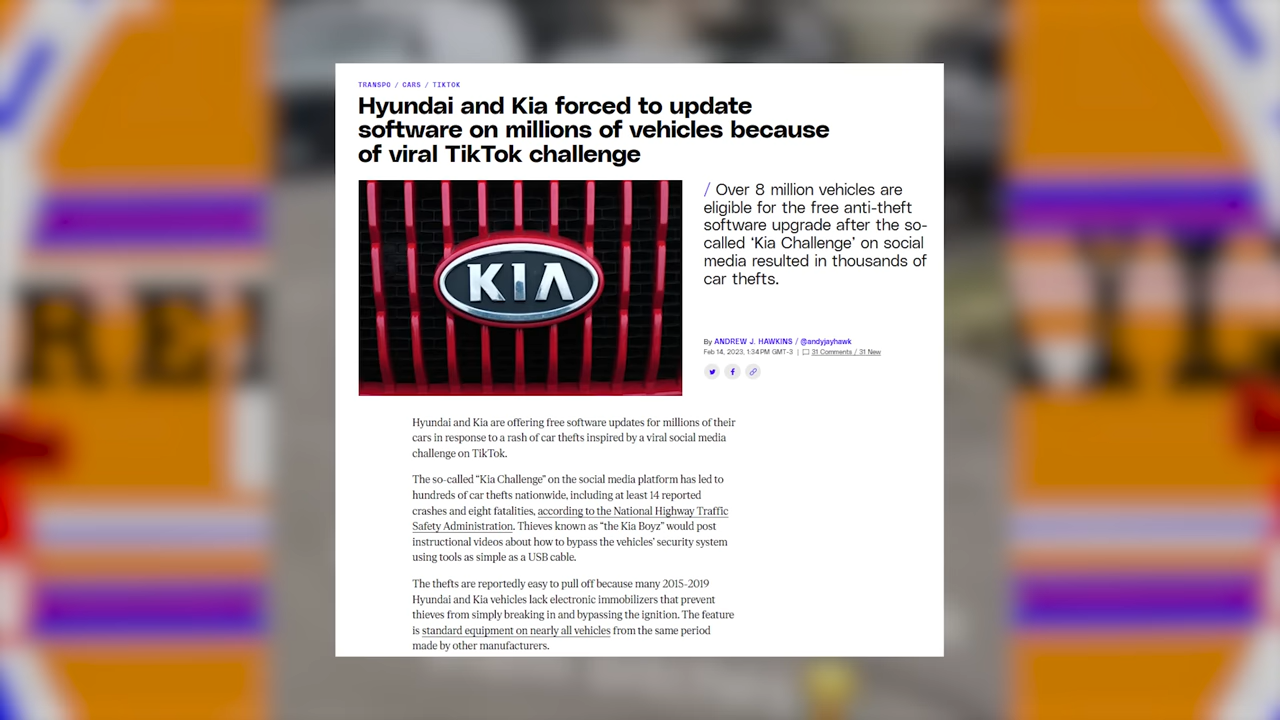 TRANSPO / CARS / TIKTOK
Hyundai and Kia forced to update
software on millions of vehicles because
of viral TikTok challenge
KIA
/ Over 8 million vehicles are
eligible for the free anti-theft
software upgrade after the so-
called ‘Kia Challenge’ on social
media resulted in thousands of
car thefts.
By ANDREW J. HAWKINS / @andyjayhawk
Feb 14, 2023, 1:34 PM GMT-3 | 31 Comments / 31 New
Hyundai and Kia are offering free software updates for millions of their
cars in response to a rash of car thefts inspired by a viral social media
challenge on TikTok.
The so-called “Kia Challenge” on the social media platform has led to
hundreds of car thefts nationwide, including at least 14 reported
crashes and eight fatalities, according to the National Highway Traffic
Safety Administration. Thieves known as “the Kia Boyz” would post
instructional videos about how to bypass the vehicles’ security system
using tools as simple as a USB cable.
The thefts are reportedly easy to pull off because many 2015-2019
Hyundai and Kia vehicles lack electronic immobilizers that prevent
thieves from simply breaking in and bypassing the ignition. The feature
is standard equipment on nearly all vehicles from the same period
made by other manufacturers.